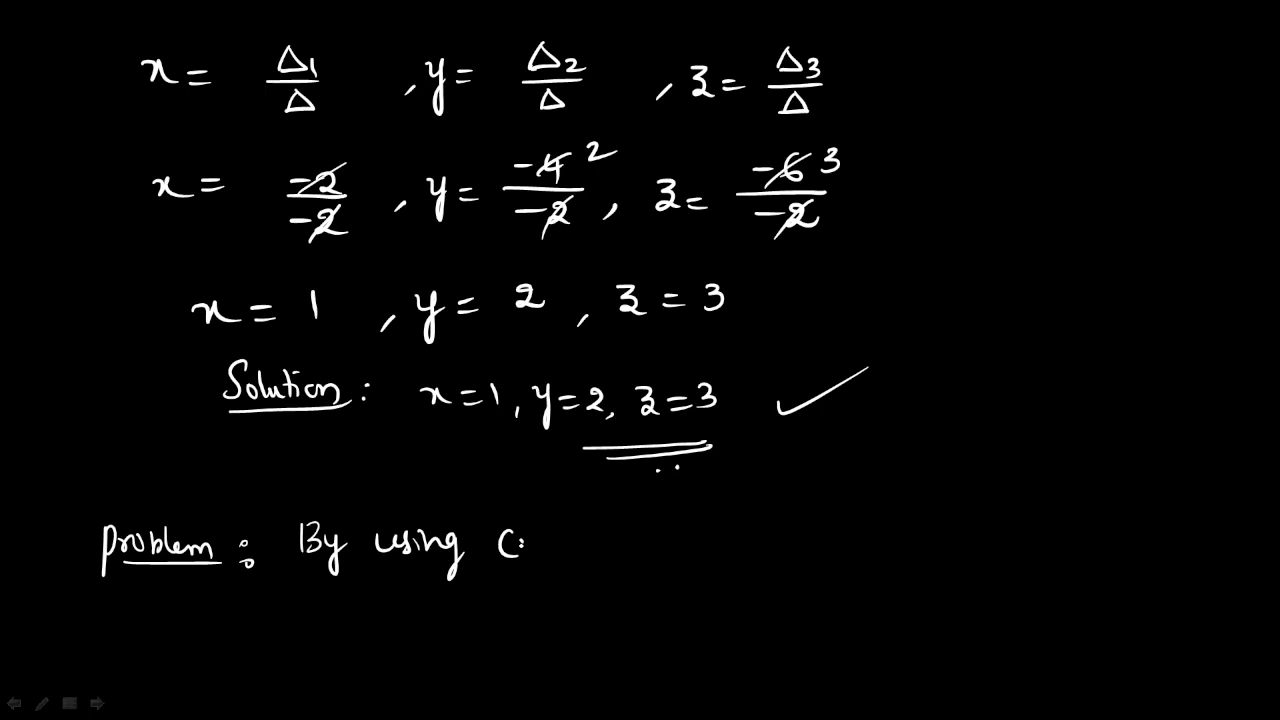 x = Δ1/Δ , y = Δ2/Δ , z = Δ3/Δ
x = -2/-2 , y = -4/-2 2 , z = -6/-2 3
x = 1 , y = 2 , z = 3
Solution : x=1, y=2, z=3
Problem : By using C